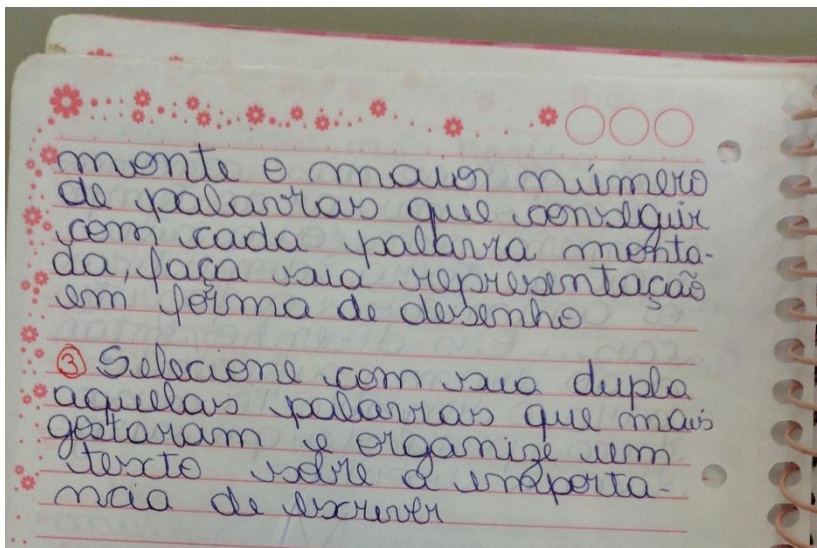 monte o maior número
de palavras que conseguir
com cada palavra monta-
da, faça sua representação
em forma de desenho
③ Selecione com sua dupla
aquelas palavras que mais
gostaram e organize um
texto sobre a importa-
ncia de escrever